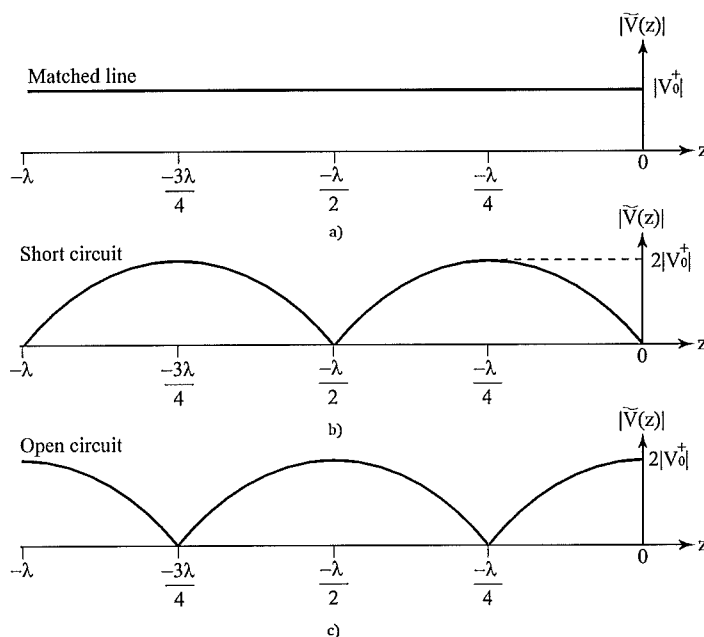 |Ṽ(z)|
Matched line
|V₀⁺|
z
−λ
−3λ/4
−λ/2
−λ/4
0
a)
|Ṽ(z)|
Short circuit
2|V₀⁺|
z
−λ
−3λ/4
−λ/2
−λ/4
0
b)
|Ṽ(z)|
Open circuit
2|V₀⁺|
z
−λ
−3λ/4
−λ/2
−λ/4
0
c)